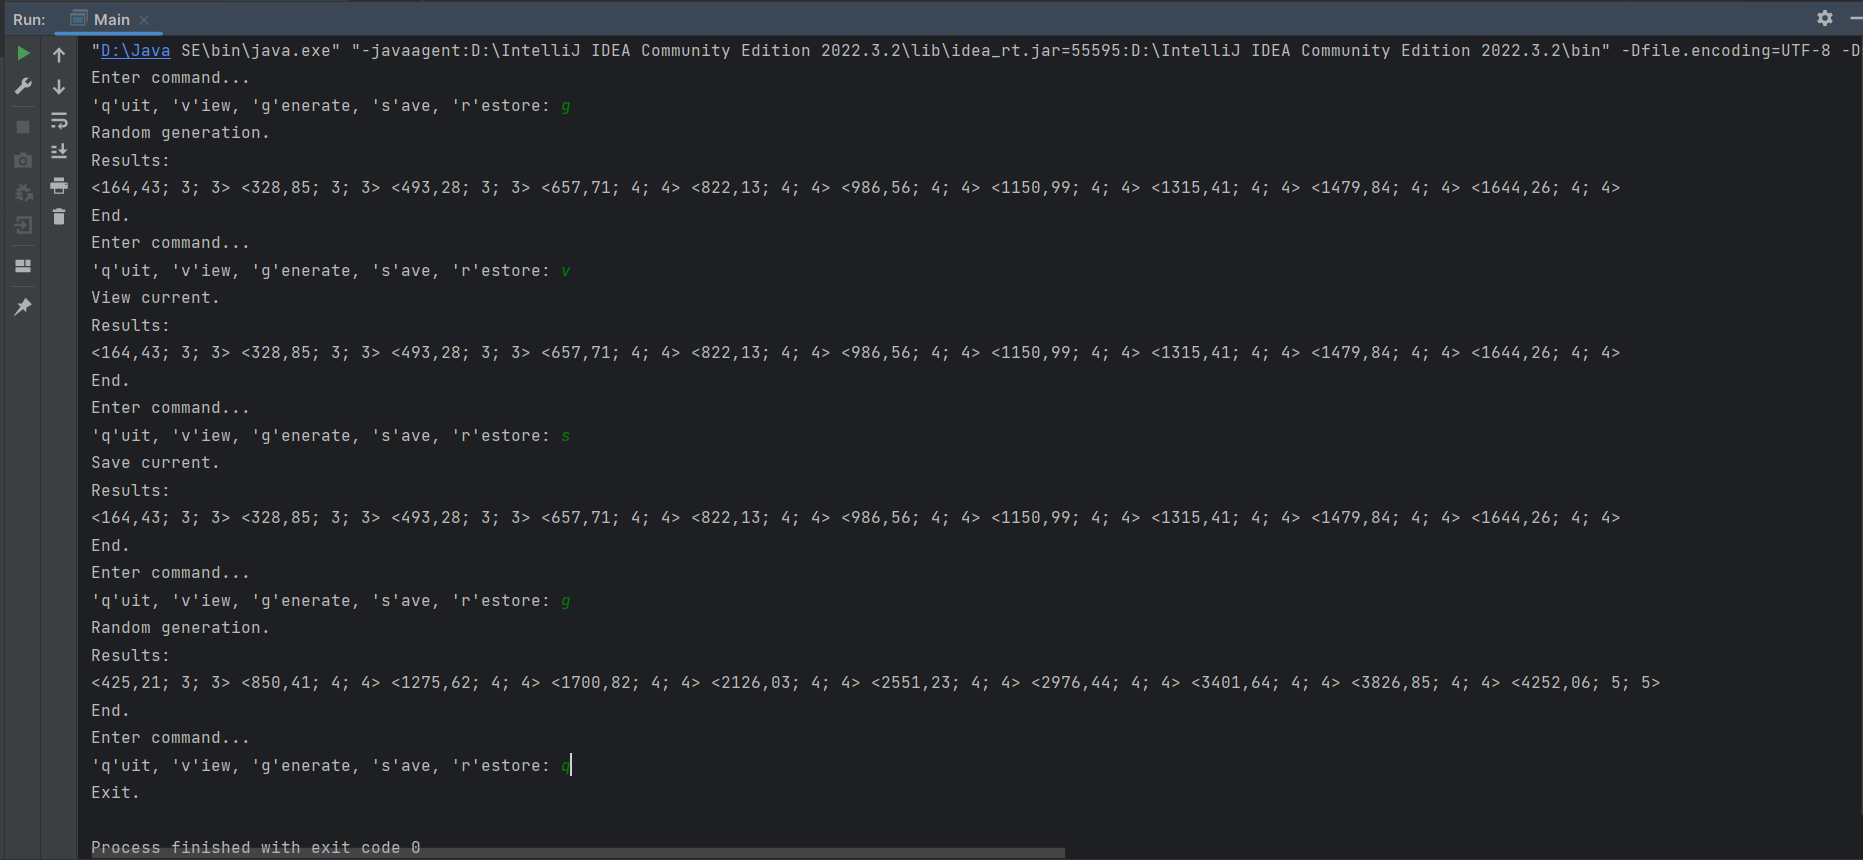 Run: Main
"D:\Java SE\bin\java.exe" "-javaagent:D:\IntelliJ IDEA Community Edition 2022.3.2\lib\idea_rt.jar=55595:D:\IntelliJ IDEA Community Edition 2022.3.2\bin" -Dfile.encoding=UTF-8 -D
Enter command...
'q'uit, 'v'iew, 'g'enerate, 's'ave, 'r'estore: g
Random generation.
Results:
<164,43; 3; 3> <328,85; 3; 3> <493,28; 3; 3> <657,71; 4; 4> <822,13; 4; 4> <986,56; 4; 4> <1150,99; 4; 4> <1315,41; 4; 4> <1479,84; 4; 4> <1644,26; 4; 4>
End.
Enter command...
'q'uit, 'v'iew, 'g'enerate, 's'ave, 'r'estore: v
View current.
Results:
<164,43; 3; 3> <328,85; 3; 3> <493,28; 3; 3> <657,71; 4; 4> <822,13; 4; 4> <986,56; 4; 4> <1150,99; 4; 4> <1315,41; 4; 4> <1479,84; 4; 4> <1644,26; 4; 4>
End.
Enter command...
'q'uit, 'v'iew, 'g'enerate, 's'ave, 'r'estore: s
Save current.
Results:
<164,43; 3; 3> <328,85; 3; 3> <493,28; 3; 3> <657,71; 4; 4> <822,13; 4; 4> <986,56; 4; 4> <1150,99; 4; 4> <1315,41; 4; 4> <1479,84; 4; 4> <1644,26; 4; 4>
End.
Enter command...
'q'uit, 'v'iew, 'g'enerate, 's'ave, 'r'estore: g
Random generation.
Results:
<425,21; 3; 3> <850,41; 4; 4> <1275,62; 4; 4> <1700,82; 4; 4> <2126,03; 4; 4> <2551,23; 4; 4> <2976,44; 4; 4> <3401,64; 4; 4> <3826,85; 4; 4> <4252,06; 5; 5>
End.
Enter command...
'q'uit, 'v'iew, 'g'enerate, 's'ave, 'r'estore: q
Exit.
Process finished with exit code 0